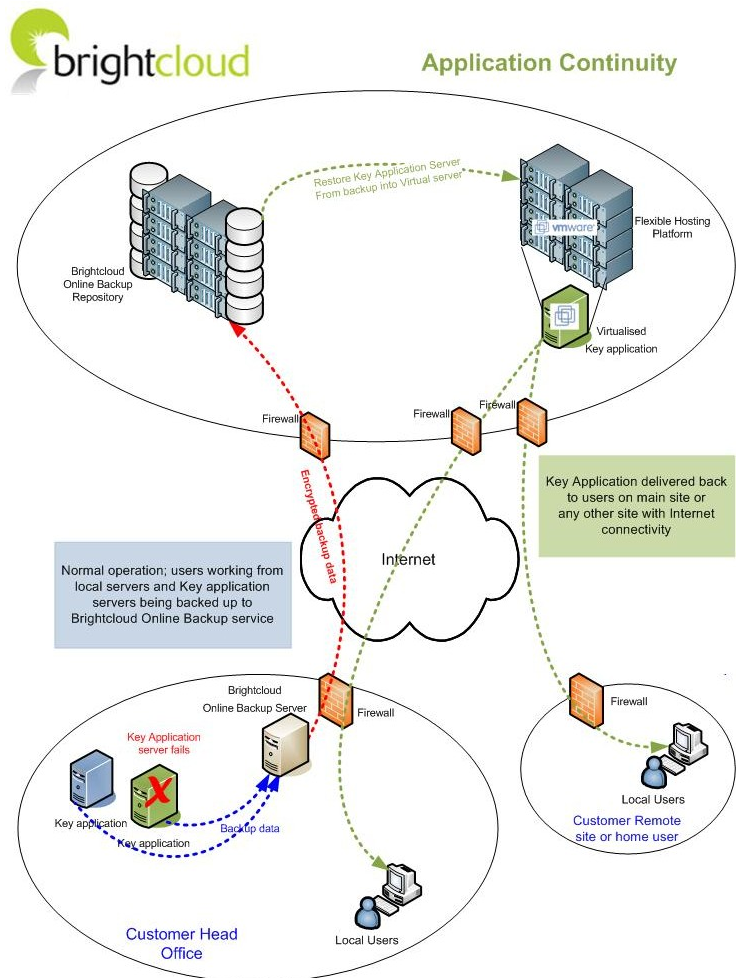 brightcloud
Application Continuity
Restore Key Application Server
From backup into Virtual server
vmware
Flexible Hosting
Platform
Brightcloud
Online Backup
Repository
Virtualised
Key application
Firewall
Firewall
Firewall
Encrypted backup data
Key Application delivered back
to users on main site or
any other site with Internet
connectivity
Internet
Normal operation; users working from
local servers and Key application
servers being backed up to
Brightcloud Online Backup service
Brightcloud
Online Backup Server
Firewall
Firewall
Key Application
server fails
Key application
Key application
Backup data
Local Users
Customer Remote
site or home user
Customer Head
Office
Local Users